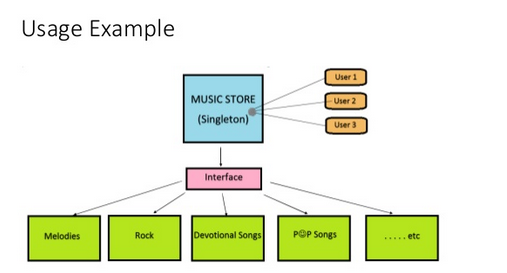 Usage Example
MUSIC STORE
(Singleton)
User 1
User 2
User 3
Interface
Melodies
Rock
Devotional Songs
P☺P Songs
.....etc